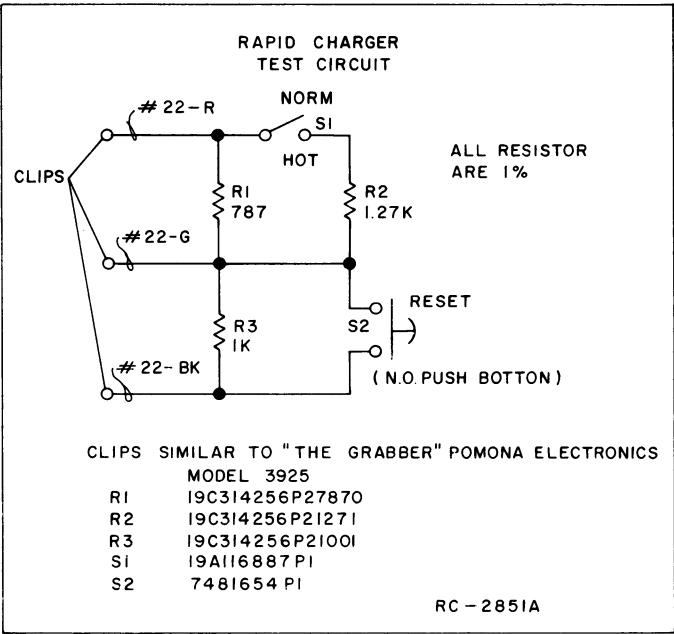 RAPID CHARGER
TEST CIRCUIT
#22-R
NORM
S1
HOT
ALL RESISTOR
ARE 1%
CLIPS
R1
787
R2
1.27K
#22-G
RESET
S2
R3
1K
#22-BK
(N.O. PUSH BOTTON)
CLIPS SIMILAR TO "THE GRABBER" POMONA ELECTRONICS
MODEL 3925
R1 19C314256P27870
R2 19C314256P21271
R3 19C314256P21001
S1 19A116887P1
S2 7481654P1
RC-2851A